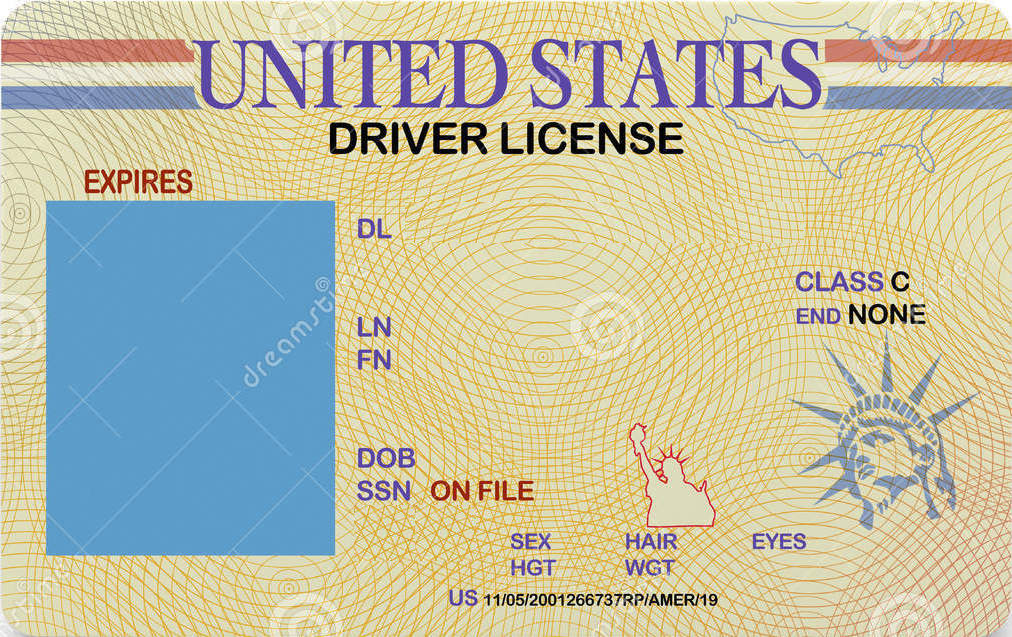 UNITED STATES
DRIVER LICENSE
EXPIRES
DL
CLASS C
END NONE
LN
FN
dreamstime
DOB
SSN ON FILE
SEX HAIR EYES
HGT WGT
US 11/05/2001266737RP/AMER/19